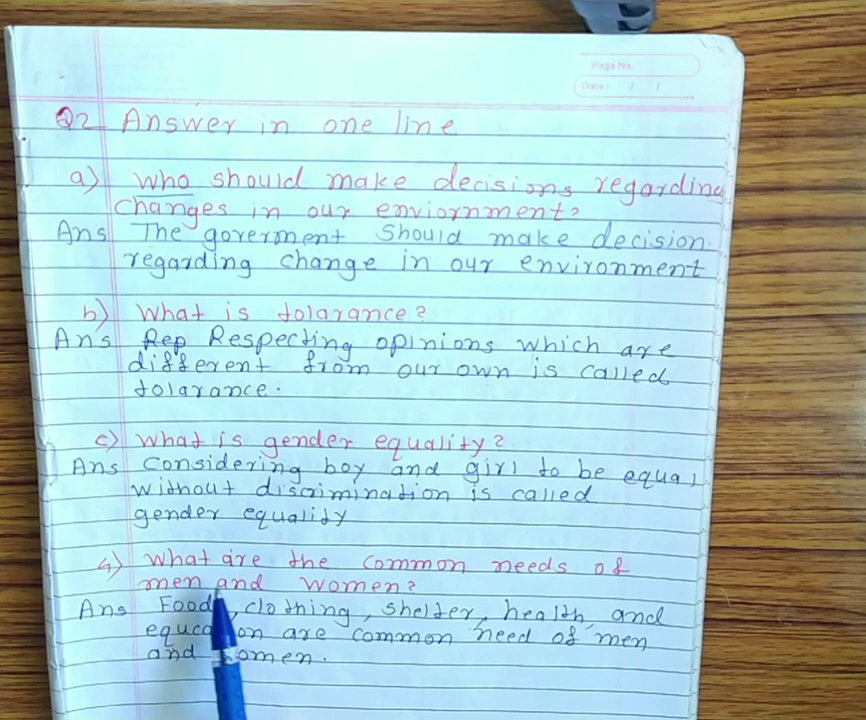 Page No.
Date: / /
Q2 Answer in one line
a) Who should make decisions regarding
changes in our enviornment?
Ans The goverment should make decision.
regarding change in our environment
b) What is tolarance?
Ans Rep Respecting opinions which are
different from our own is called
tolarance.
c) What is gender equality?
Ans Considering boy and girl to be equal
without discrimination is called
gender equality
4) What are the common needs of
men and women?
Ans Food, clothing, shelter, health, and
are common need of men
and women.